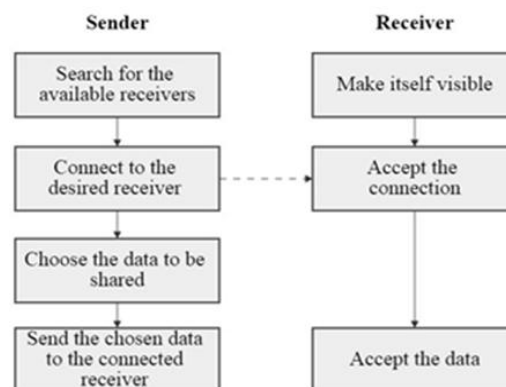 Sender
Receiver
Search for the
available receivers
Make itself visible
Connect to the
desired receiver
Accept the
connection
Choose the data to be
shared
Send the chosen data
to the connected
receiver
Accept the data